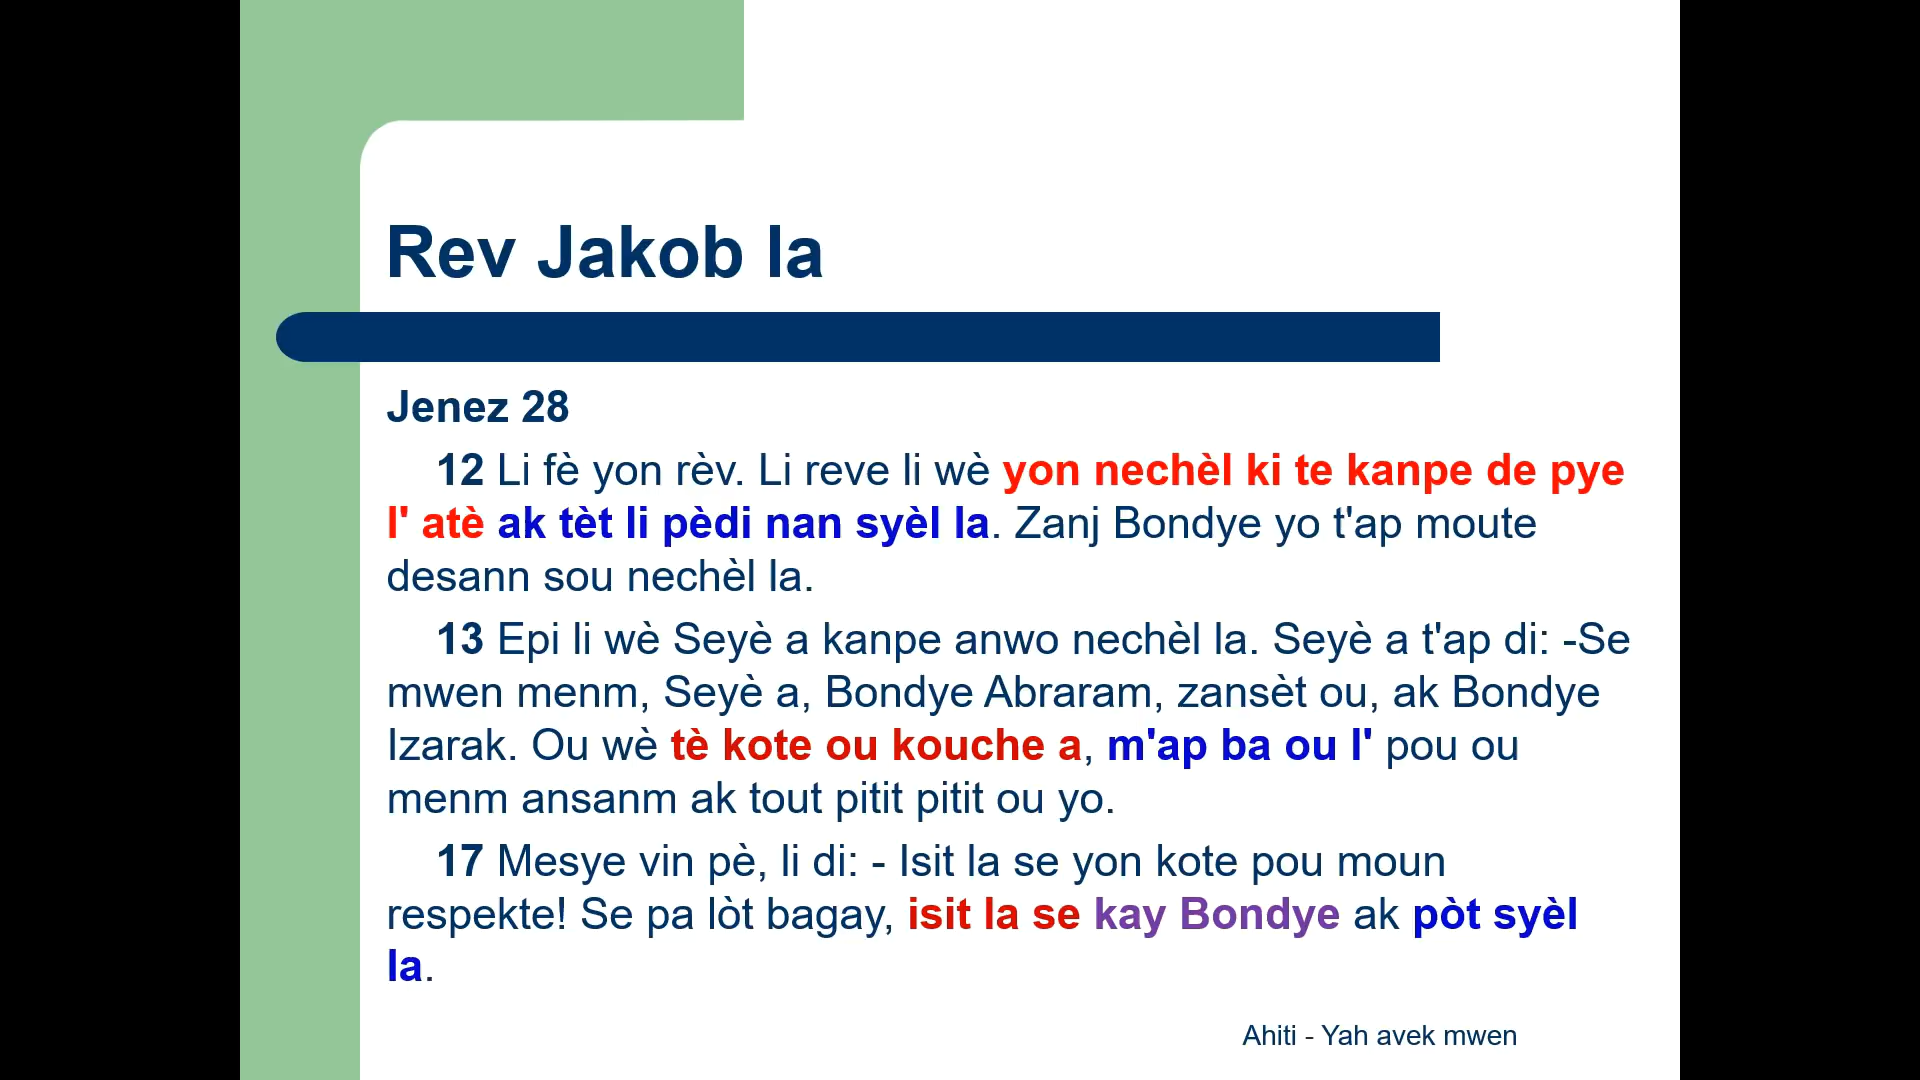 Rev Jakob la
Jenez 28
12 Li fè yon rèv. Li reve li wè yon nechèl ki te kanpe de pye
l' atè ak tèt li pèdi nan syèl la. Zanj Bondye yo t'ap moute
desann sou nechèl la.
13 Epi li wè Seyè a kanpe anwo nechèl la. Seyè a t'ap di: -Se
mwen menm, Seyè a, Bondye Abraram, zansèt ou, ak Bondye
Izarak. Ou wè tè kote ou kouche a, m'ap ba ou l' pou ou
menm ansanm ak tout pitit pitit ou yo.
17 Mesye vin pè, li di: - Isit la se yon kote pou moun
respekte! Se pa lòt bagay, isit la se kay Bondye ak pòt syèl
la.
Ahiti - Yah avek mwen